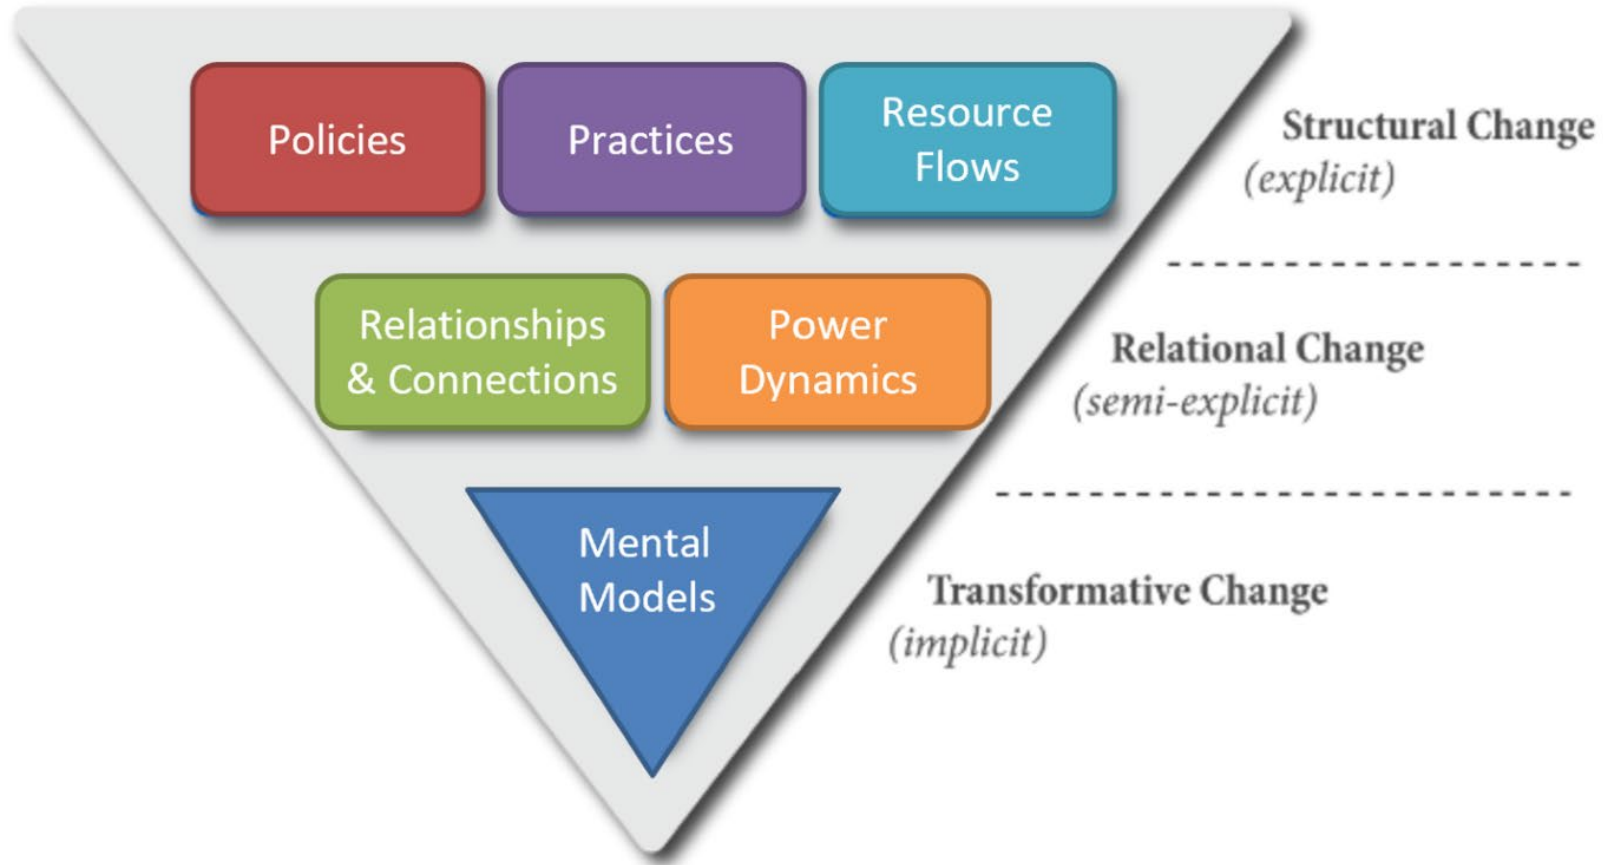 Policies
Practices
Resource
Flows
Structural Change
(explicit)
Relationships
& Connections
Power
Dynamics
Relational Change
(semi-explicit)
Mental
Models
Transformative Change
(implicit)